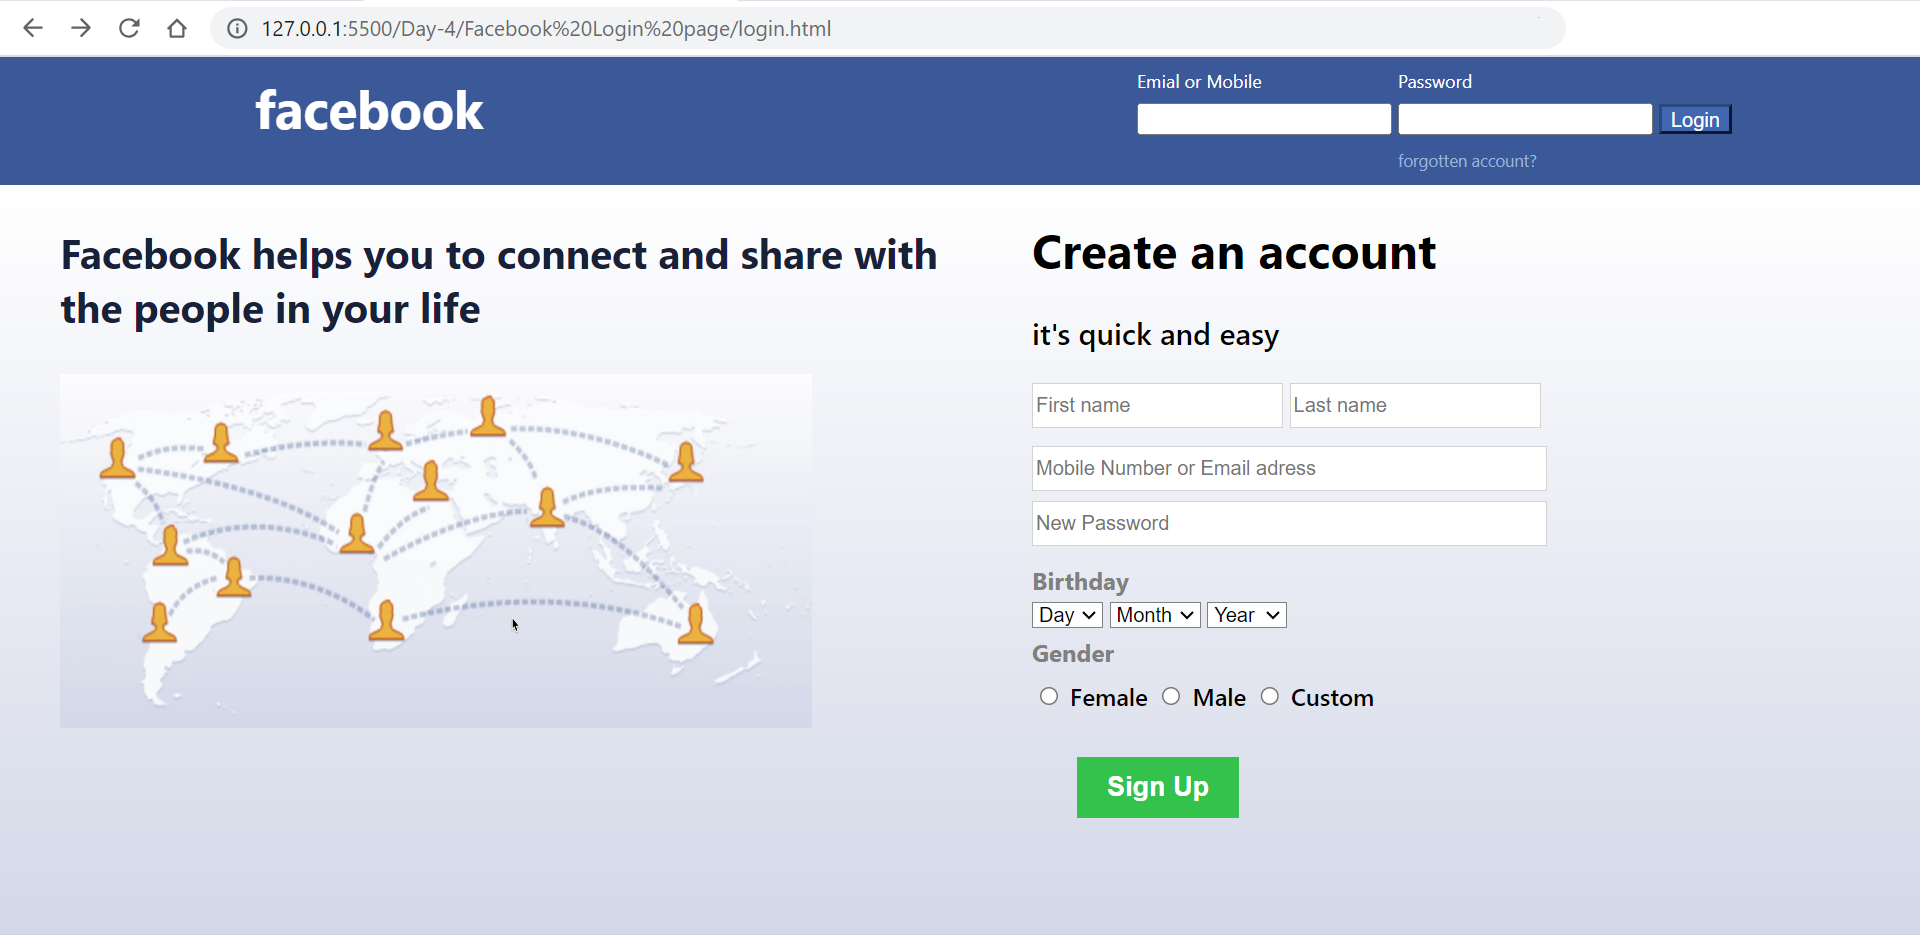 127.0.0.1:5500/Day-4/Facebook%20Login%20page/login.html
facebook
Emial or Mobile Password
Login
forgotten account?
Facebook helps you to connect and share with
the people in your life
Create an account
it's quick and easy
First name Last name
Mobile Number or Email adress
New Password
Birthday
Day Month Year
Gender
Female Male Custom
Sign Up